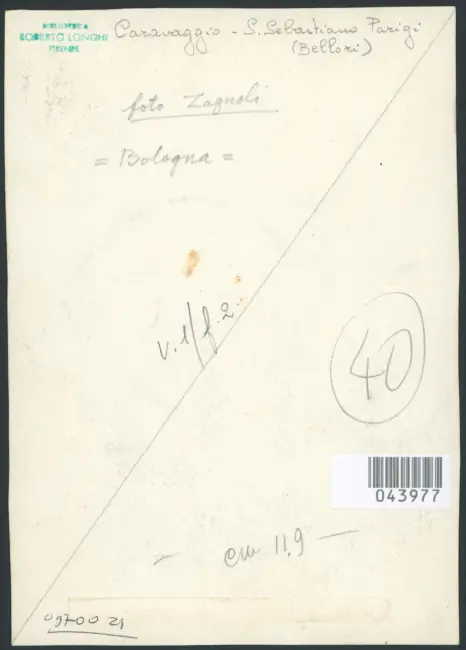 BIBLIOTECA
ROBERTO LONGHI
FIRENZE
Caravaggio - S. Sebastiano Parigi
(Bellori)
foto Zagnoli
= Bologna =
v. 1/f. 2
40
043977
— cm 11,9 —
0970021